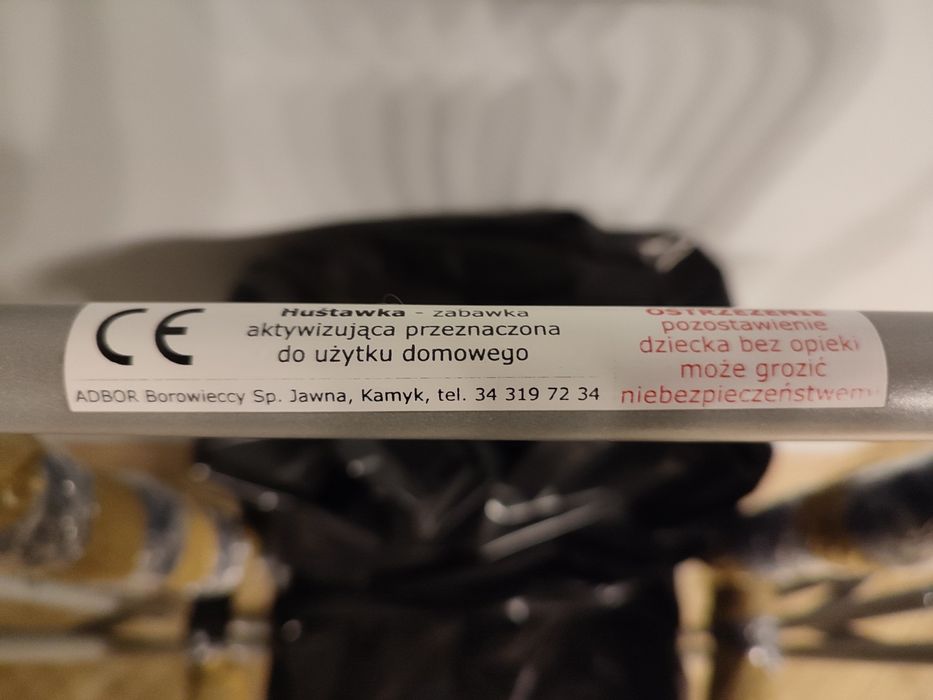 CE
Huśtawka - zabawka
aktywizująca przeznaczona
do użytku domowego
ADBOR Borowieccy Sp. Jawna, Kamyk, tel. 34 319 72 34
OSTRZEŻENIE
pozostawienie
dziecka bez opieki
może grozić
niebezpieczeństwem